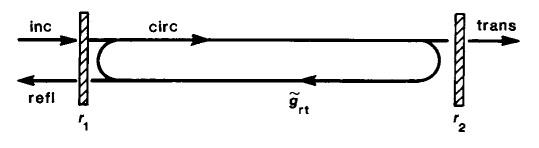 inc circ trans
refl g̃rt
r1 r2